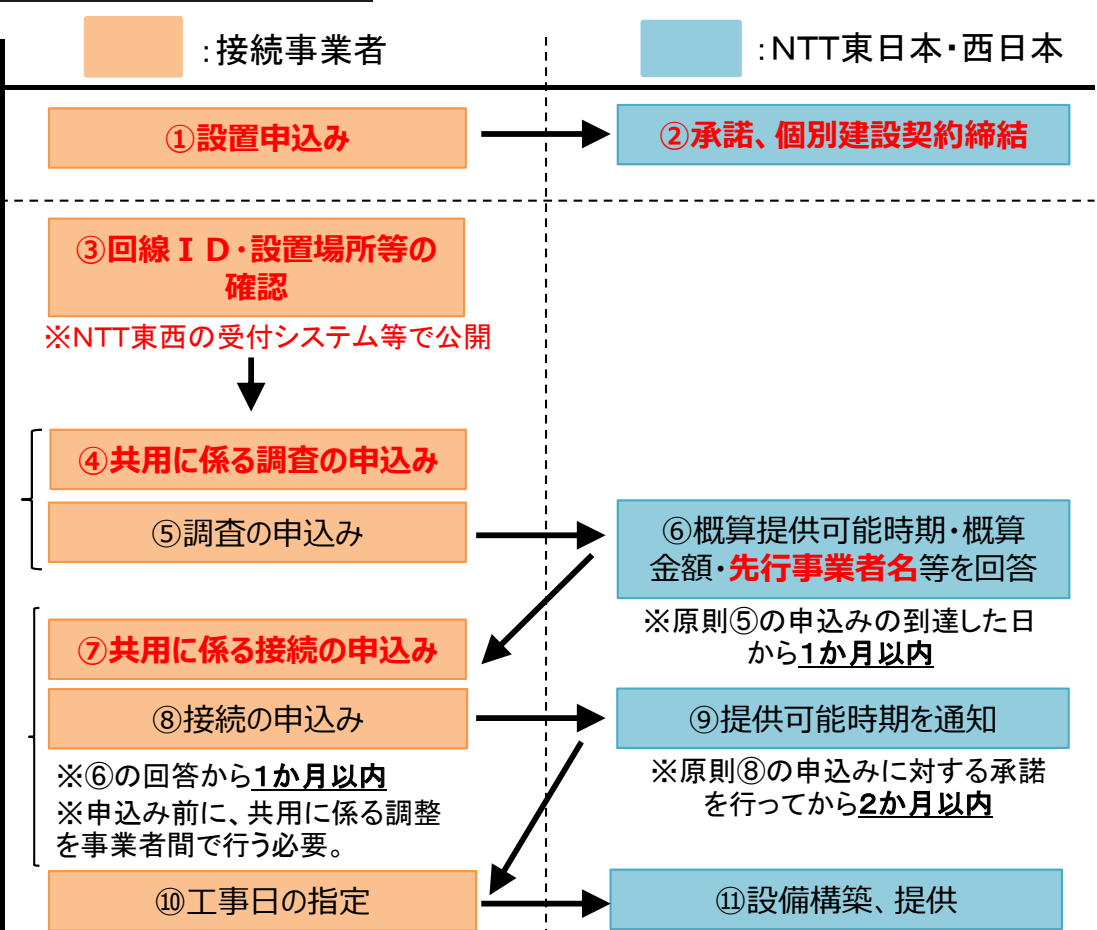 ：接続事業者
：NTT東日本・西日本
①設置申込み
②承諾、個別建設契約締結
③回線ＩＤ・設置場所等の
確認
※NTT東西の受付システム等で公開
④共用に係る調査の申込み
⑤調査の申込み
⑥概算提供可能時期・概算
金額・先行事業者名等を回答
※原則⑤の申込みの到達した日
から1か月以内
⑦共用に係る接続の申込み
⑧接続の申込み
⑨提供可能時期を通知
※⑥の回答から1か月以内
※申込み前に、共用に係る調整
を事業者間で行う必要。
※原則⑧の申込みに対する承諾
を行ってから2か月以内
⑩工事日の指定
⑪設備構築、提供